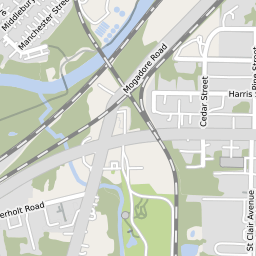 Middlebury
Manchester Street
Mogadore Road
Cedar Street
Harris
Pine Street
erholt Road
St Clair Avenue